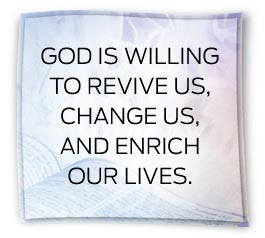 GOD IS WILLING
TO REVIVE US,
CHANGE US,
AND ENRICH
OUR LIVES.